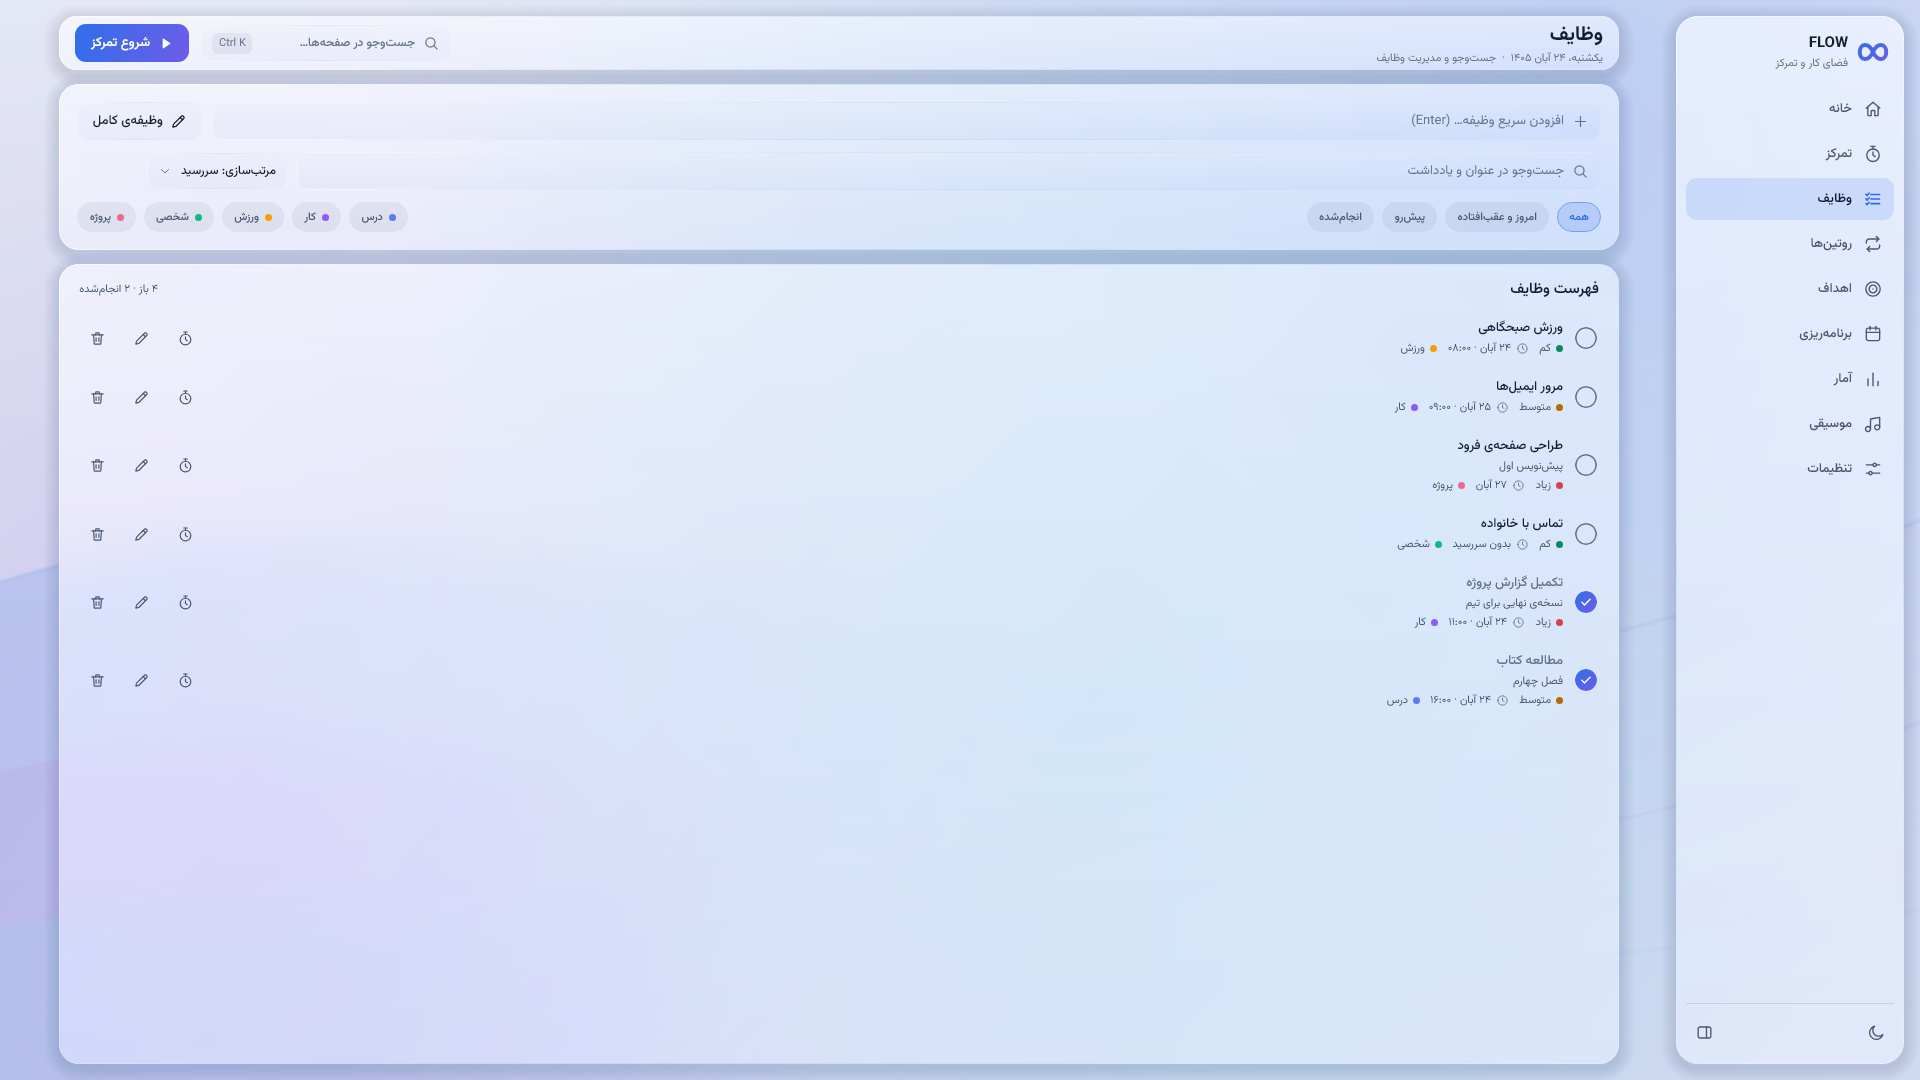 FLOW
فضای کار و تمرکز
خانه
تمرکز
وظایف
روتین‌ها
اهداف
برنامه‌ریزی
آمار
موسیقی
تنظیمات
وظایف
یکشنبه، ۲۴ آبان ۱۴۰۵ · جست‌وجو و مدیریت وظایف
جست‌وجو در صفحه‌ها...
Ctrl K
شروع تمرکز
افزودن سریع وظیفه... (Enter)
وظیفه‌ی کامل
جست‌وجو در عنوان و یادداشت
مرتب‌سازی: سررسید
همه
امروز و عقب‌افتاده
پیش‌رو
انجام‌شده
درس
کار
ورزش
شخصی
پروژه
فهرست وظایف
۴ باز · ۲ انجام‌شده
ورزش صبحگاهی
کم ۲۴ آبان · ۰۸:۰۰ ورزش
مرور ایمیل‌ها
متوسط ۲۵ آبان · ۰۹:۰۰ کار
طراحی صفحه‌ی فرود
پیش‌نویس اول
زیاد ۲۷ آبان پروژه
تماس با خانواده
کم بدون سررسید شخصی
تکمیل گزارش پروژه
نسخه‌ی نهایی برای تیم
زیاد ۲۴ آبان · ۱۱:۰۰ کار
مطالعه کتاب
فصل چهارم
متوسط ۲۴ آبان · ۱۶:۰۰ درس